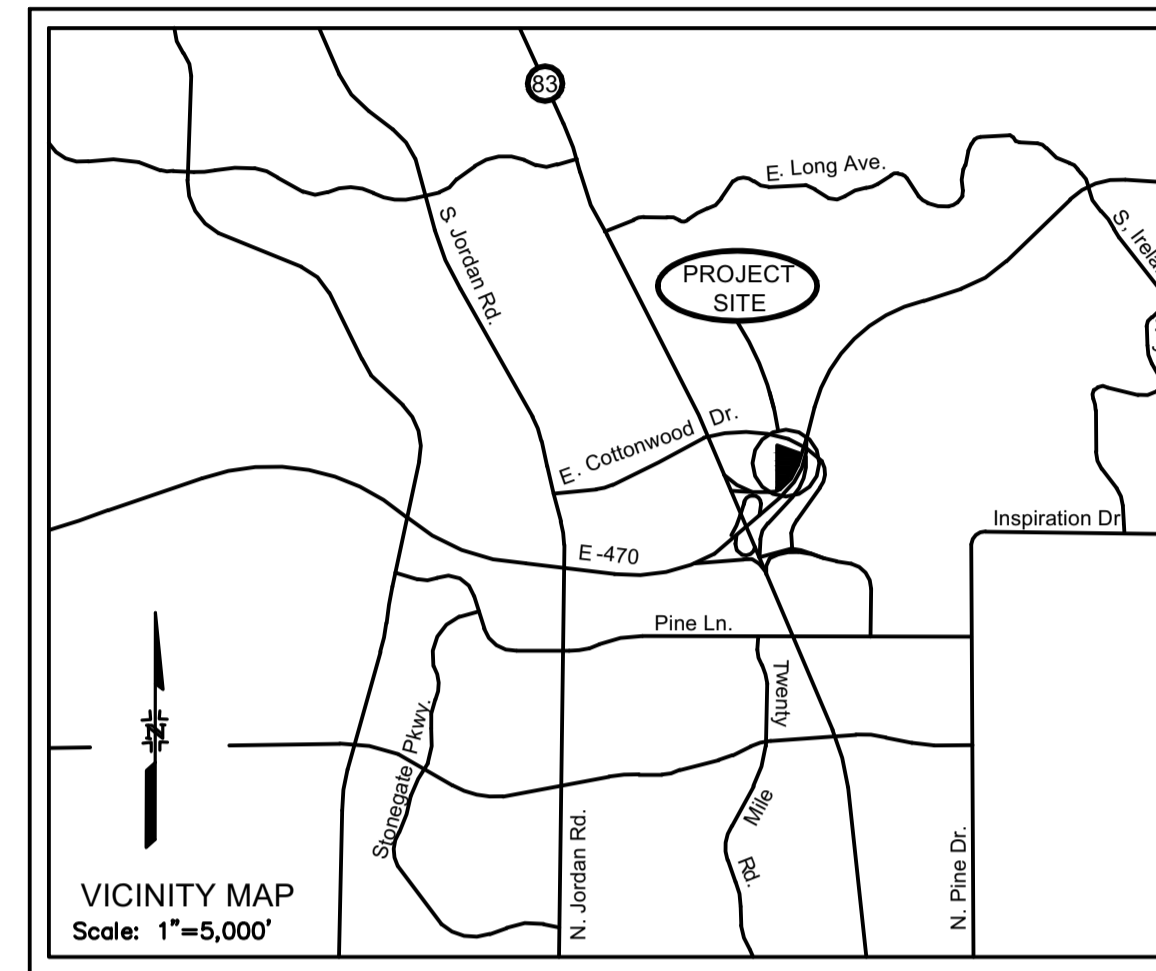 83
E. Long Ave.
S. Jordan Rd.
PROJECT
SITE
E. Cottonwood Dr.
Inspiration Dr
E-470
Pine Ln.
Twenty
Mile
Rd.
Stonegate Pkwy.
N
N. Jordan Rd.
N. Pine Dr.
VICINITY MAP
Scale: 1"=5,000'